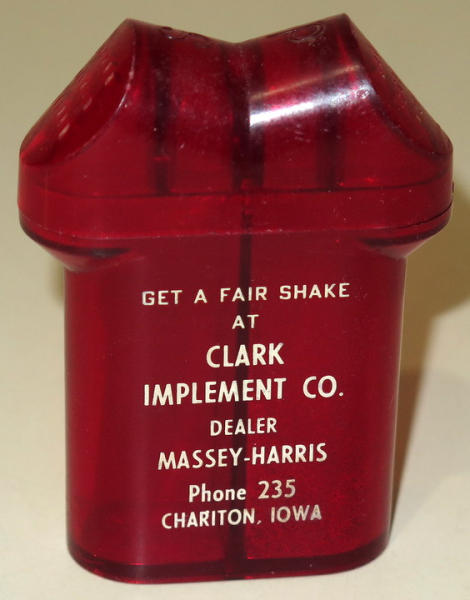 GET A FAIR SHAKE
AT
CLARK
IMPLEMENT CO.
DEALER
MASSEY-HARRIS
Phone 235
CHARITON, IOWA